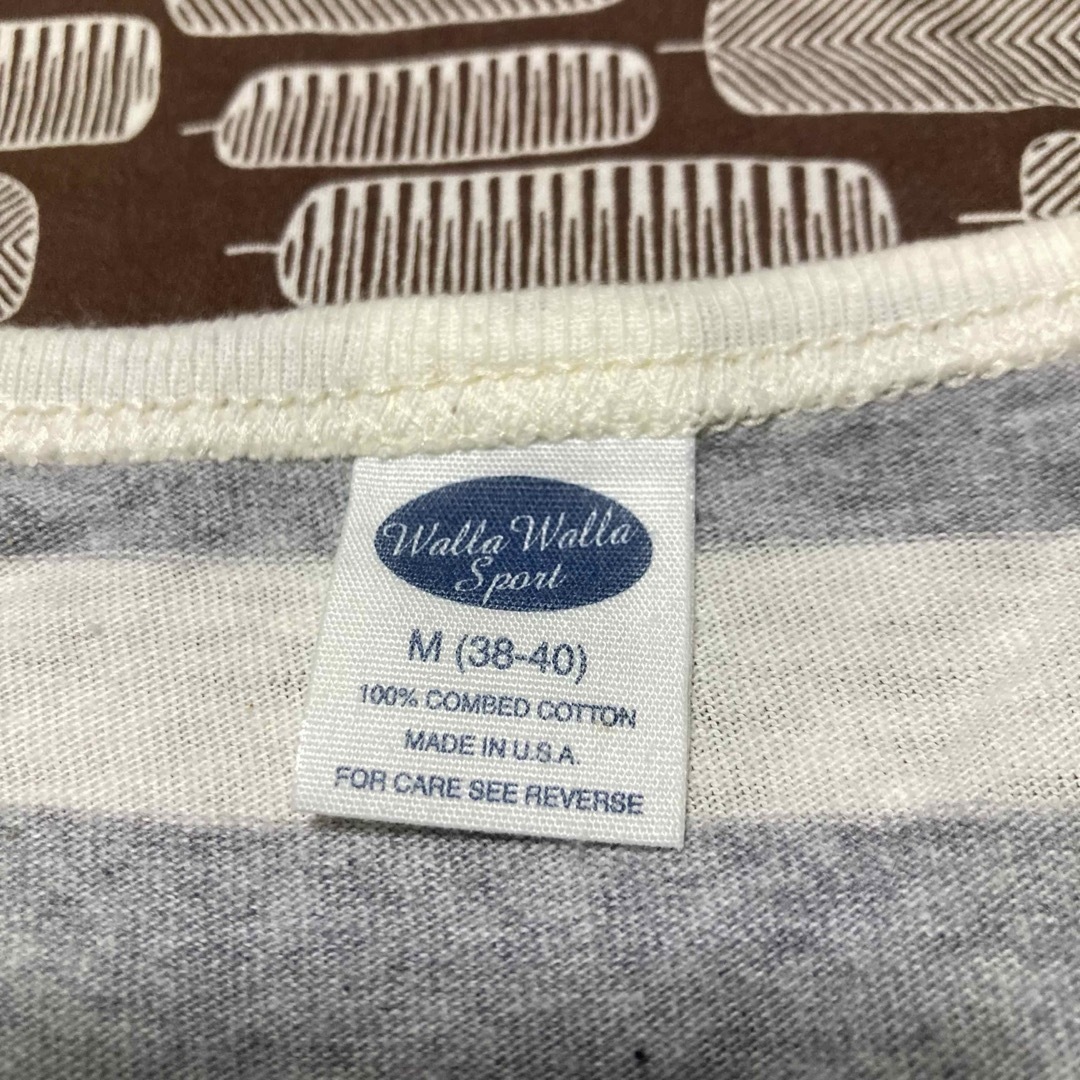 Walla Walla
Sport
M (38-40)
100% COMBED COTTON
MADE IN U.S.A.
FOR CARE SEE REVERSE